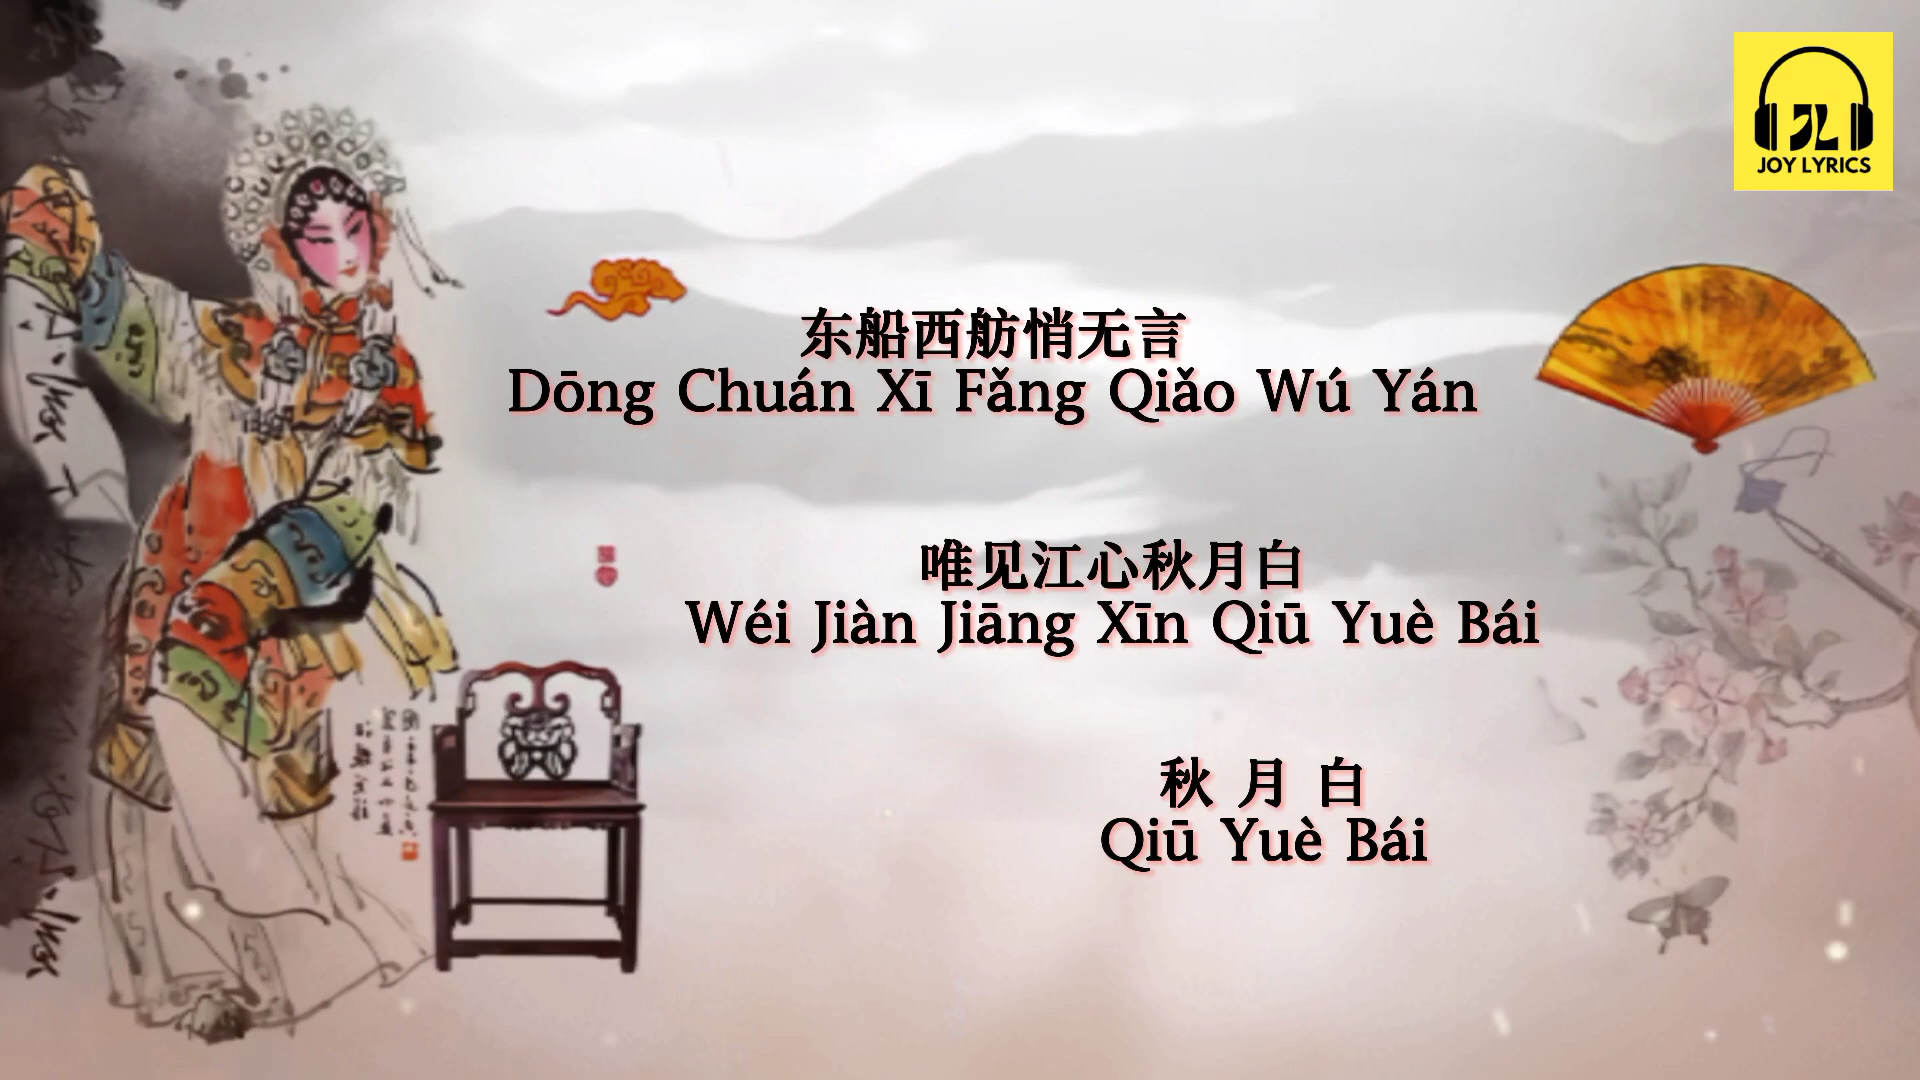 JL
JOY LYRICS
东船西舫悄无言
Dōng Chuán Xī Fǎng Qiǎo Wú Yán
唯见江心秋月白
Wéi Jiàn Jiāng Xīn Qiū Yuè Bái
秋 月 白
Qiū Yuè Bái